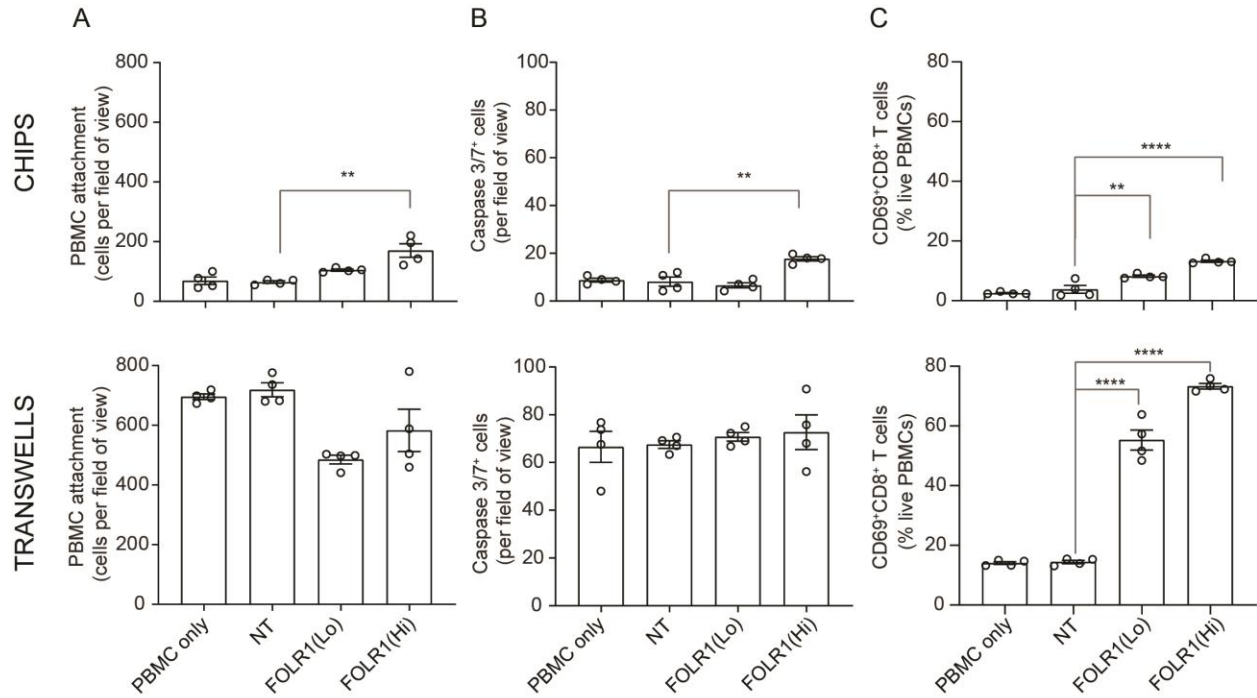 A
B
C
CHIPS
PBMC attachment
(cells per field of view)
800
600
400
200
0
**
Caspase 3/7⁺ cells
(per field of view)
100
80
60
40
20
0
**
CD69⁺CD8⁺ T cells
(% live PBMCs)
80
60
40
20
0
****
**
TRANSWELLS
PBMC attachment
(cells per field of view)
800
600
400
600
0
PBMC only
NT
FOLR1(Lo)
FOLR1(Hi)
Caspase 3/7⁺ cells
(per field of view)
100
80
60
40
20
0
PBMC only
NT
FOLR1(Lo)
FOLR1(Hi)
CD69⁺CD8⁺ T cells
(% live PBMCs)
80
60
40
20
0
****
****
PBMC only
NT
FOLR1(Lo)
FOLR1(Hi)